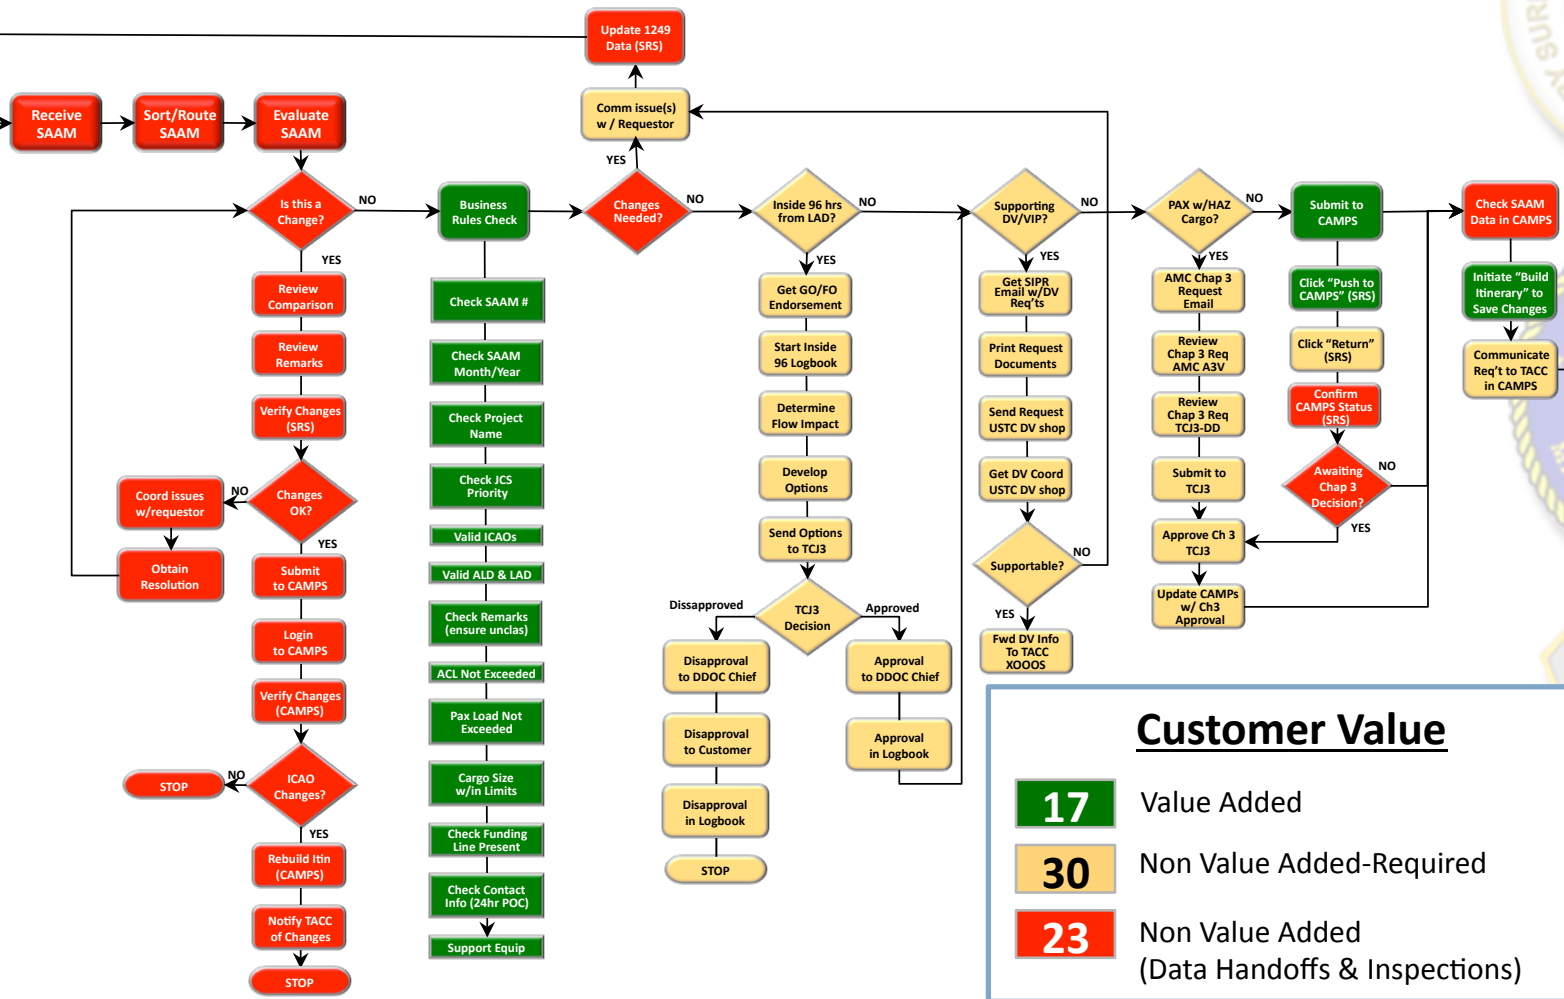 Update 1249
Data (SRS)
Receive
SAAM
Sort/Route
SAAM
Evaluate
SAAM
Comm issue(s)
w / Requestor
YES
Is this a
Change?
NO
Business
Rules Check
Changes
Needed?
NO
Inside 96 hrs
from LAD?
NO
Supporting
DV/VIP?
NO
PAX w/HAZ
Cargo?
NO
Submit to
CAMPS
Check SAAM
Data in CAMPS
YES
Review
Comparison
Review
Remarks
Verify Changes
(SRS)
Changes
OK?
NO
Coord issues
w/requestor
Obtain
Resolution
YES
Submit
to CAMPS
Login
to CAMPS
Verify Changes
(CAMPS)
ICAO
Changes?
NO
STOP
YES
Rebuild Itin
(CAMPS)
Notify TACC
of Changes
STOP
Check SAAM #
Check SAAM
Month/Year
Check Project
Name
Check JCS
Priority
Valid ICAOs
Valid ALD & LAD
Check Remarks
(ensure unclas)
ACL Not Exceeded
Pax Load Not
Exceeded
Cargo Size
w/in Limits
Check Funding
Line Present
Check Contact
Info (24hr POC)
Support Equip
YES
Get GO/FO
Endorsement
Start Inside
96 Logbook
Determine
Flow Impact
Develop
Options
Send Options
to TCJ3
TCJ3
Decision
Dissapproved
Approved
Disapproval
to DDOC Chief
Disapproval
to Customer
Disapproval
in Logbook
STOP
Approval
to DDOC Chief
Approval
in Logbook
YES
Get SIPR
Email w/DV
Req'ts
Print Request
Documents
Send Request
USTC DV shop
Get DV Coord
USTC DV shop
Supportable?
NO
YES
Fwd DV Info
To TACC
XOOOS
YES
AMC Chap 3
Request
Email
Review
Chap 3 Req
AMC A3V
Review
Chap 3 Req
TCJ3-DD
Submit to
TCJ3
Approve Ch 3
TCJ3
Update CAMPs
w/ Ch3
Approval
Click "Push to
CAMPS" (SRS)
Click "Return"
(SRS)
Confirm
CAMPS Status
(SRS)
Awaiting
Chap 3
Decision?
NO
YES
Initiate "Build
Itinerary" to
Save Changes
Communicate
Req't to TACC
in CAMPS
Customer Value
17 Value Added
30 Non Value Added-Required
23 Non Value Added
(Data Handoffs & Inspections)